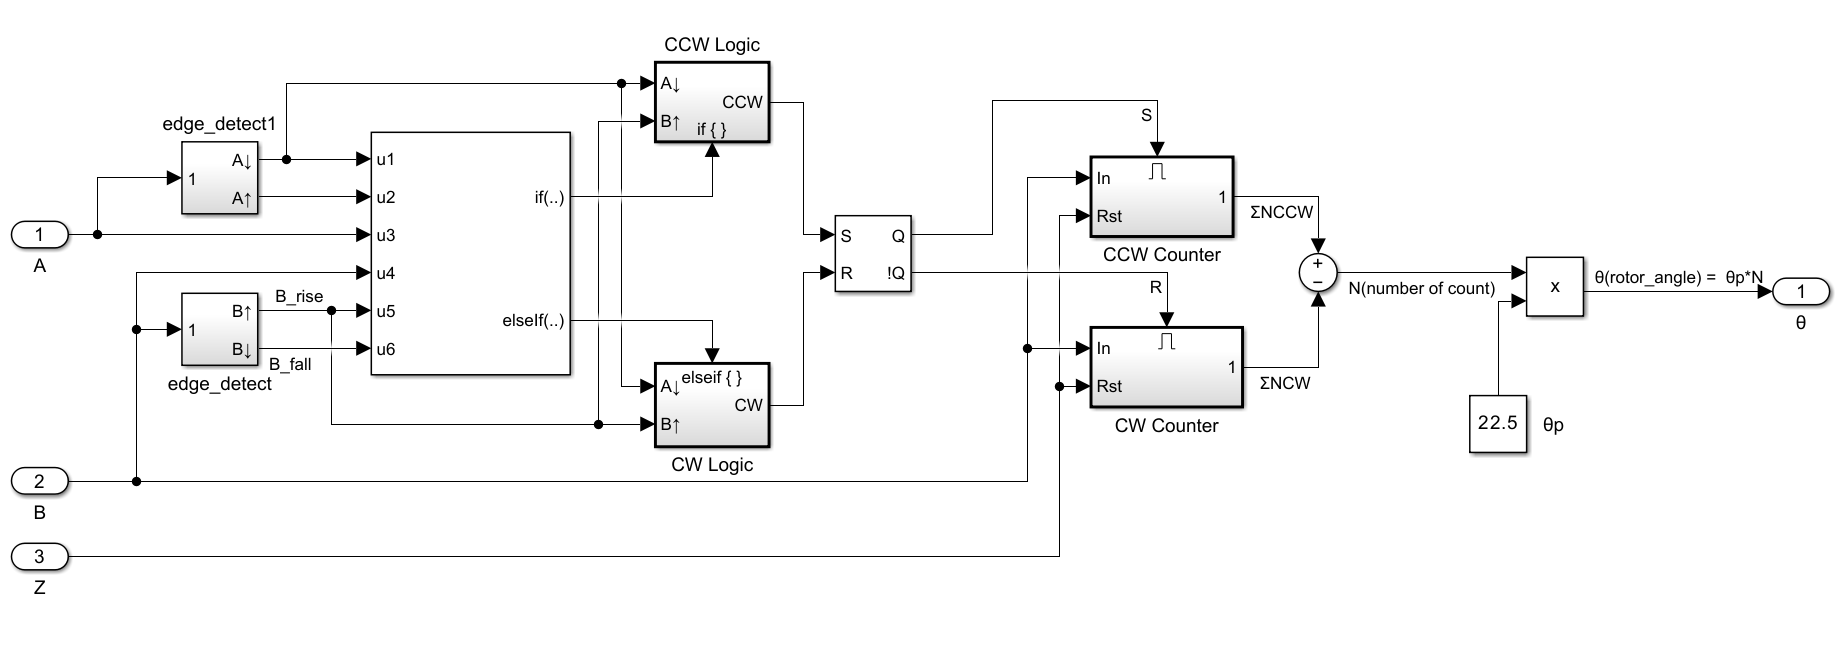 CCW Logic
A↓
CCW
B↑
if { }
edge_detect1
A↓
1
A↑
u1
u2
if(..)
u3
u4
u5
elseIf(..)
u6
1
A
B_rise
B↑
1
B↓
B_fall
edge_detect
elseif { }
A↓
CW
B↑
CW Logic
S
Q
R
!Q
S
In
1
Rst
ΣNCCW
CCW Counter
R
In
1
Rst
ΣNCW
CW Counter
+
−
N(number of count)
x
θ(rotor_angle) = θp*N
1
θ
22.5
θp
2
B
3
Z